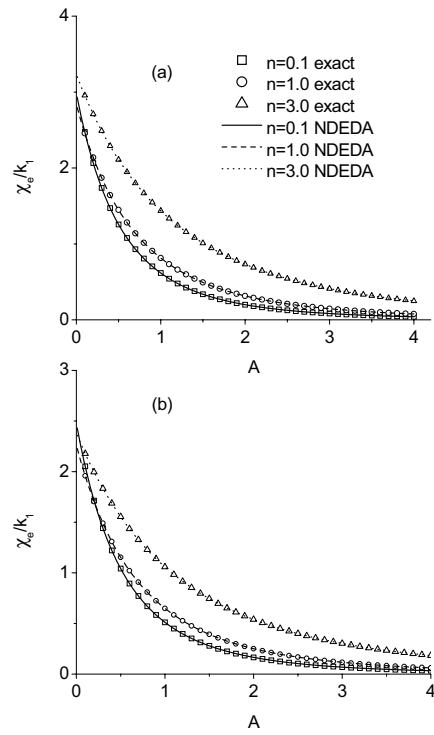 4
(a)
n=0.1 exact
n=1.0 exact
n=3.0 exact
n=0.1 NDEDA
n=1.0 NDEDA
n=3.0 NDEDA
χe/k1
2
0
0 1 2 3 4
A
3
(b)
2
χe/k1
1
0
0 1 2 3 4
A